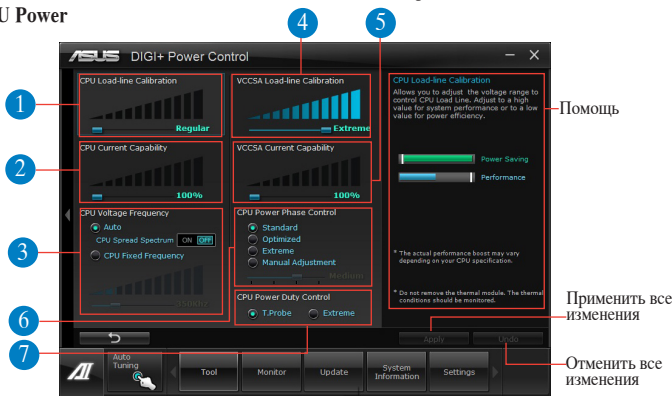 U Power
4
5
ASUS DIGI+ Power Control
1
CPU Load-line Calibration
Regular
VCCSA Load-line Calibration
Extreme
CPU Load-line Calibration
Allows you to adjust the voltage range to
control CPU Load Line. Adjust to a high
value for system performance or to a low
value for power efficiency.
Помощь
2
CPU Current Capability
100%
VCCSA Current Capability
100%
Power Saving
Performance
3
CPU Voltage Frequency
Auto
CPU Spread Spectrum ON OFF
CPU Fixed Frequency
CPU Power Phase Control
Standard
Optimized
Extreme
Manual Adjustment
Medium
* The actual performance boost may vary
depending on your CPU specification.
* Do not remove the thermal module. The thermal
conditions should be monitored.
6
CPU Power Duty Control
T.Probe Extreme
Применить все
изменения
7
Apply Undo
Auto
Tuning
Tool
Monitor
Update
System
Information
Settings
Отменить все
изменения